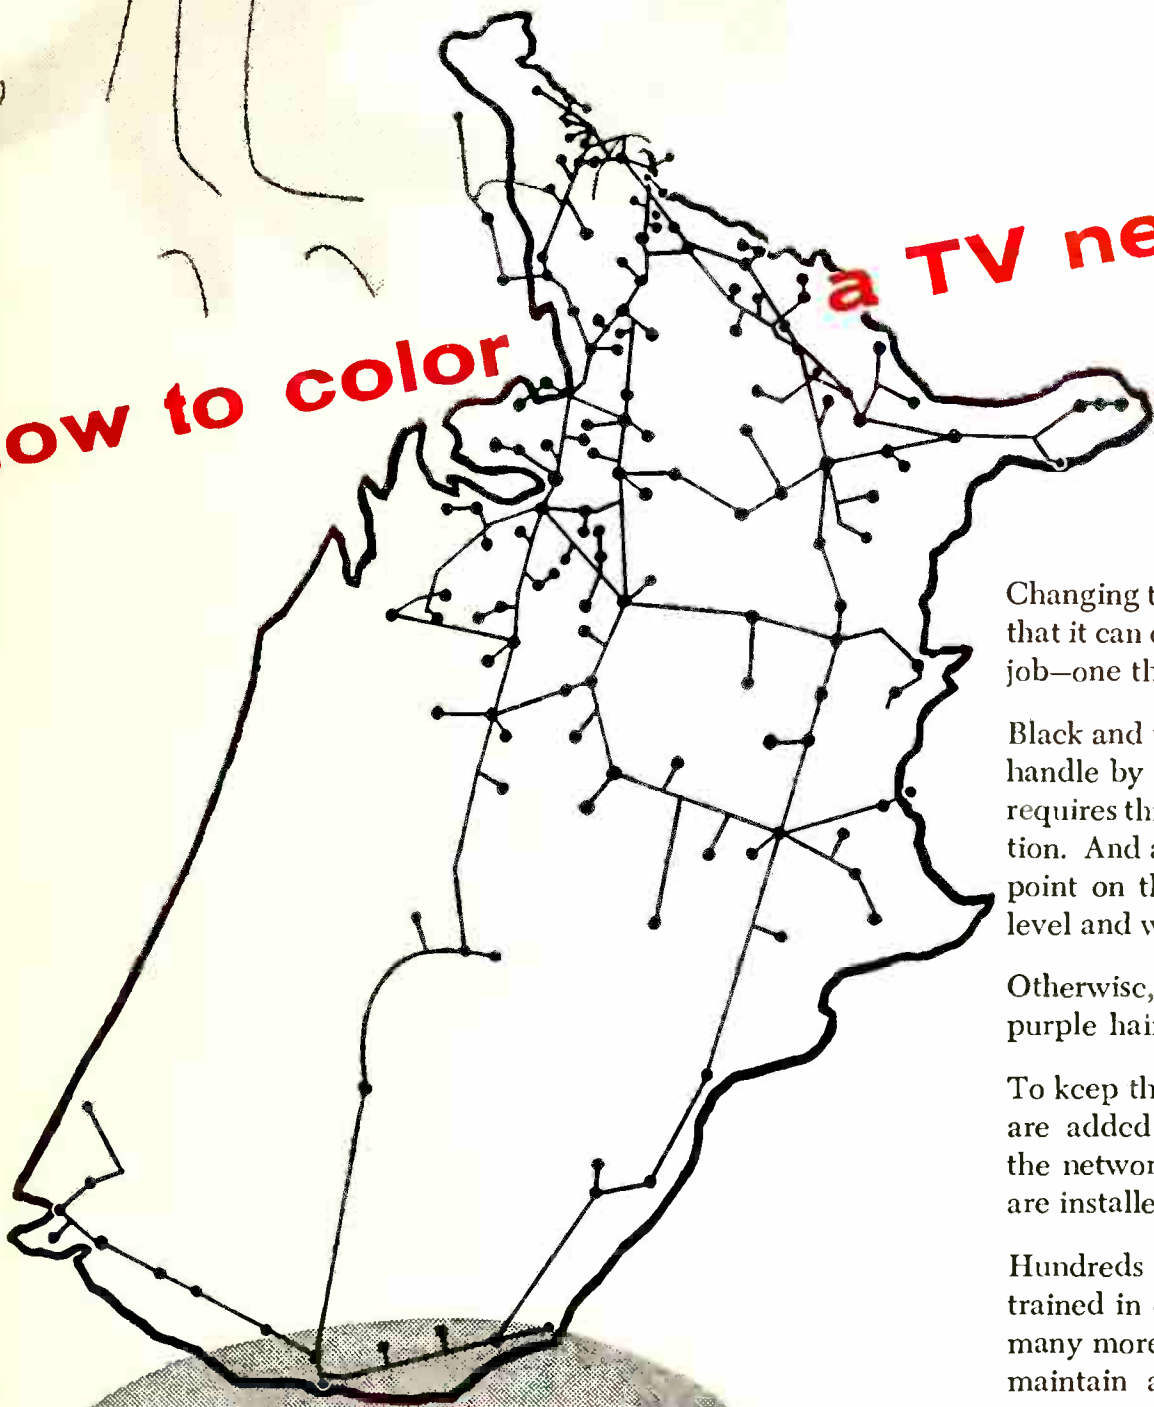 ow to color
a TV ne
Changing t
that it can
job—one th
Black and
handle by
requires th
tion. And a
point on th
level and
Otherwise,
purple hair
To keep th
are added
the networ
are installe
Hundreds
trained in
many more
maintain a